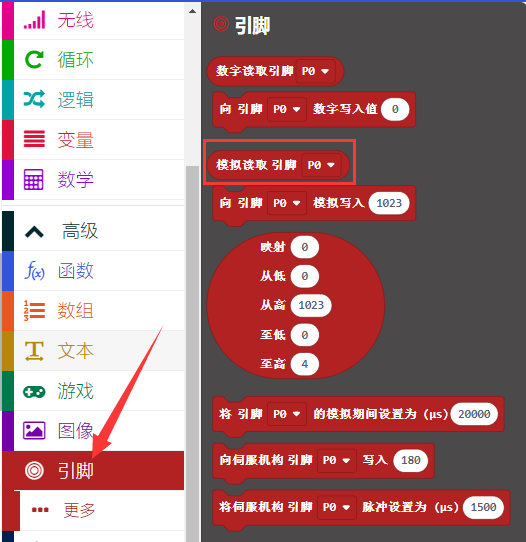 无线
循环
逻辑
变量
数学
高级
函数
数组
文本
游戏
图像
引脚
更多
引脚
数字读取引脚 P0
向 引脚 P0 数字写入值 0
模拟读取 引脚 P0
向 引脚 P0 模拟写入 1023
映射 0
从低 0
从高 1023
至低 0
至高 4
将 引脚 P0 的模拟期间设置为 (µs) 20000
向伺服机构 引脚 P0 写入 180
将伺服机构 引脚 P0 脉冲设置为 (µs) 1500